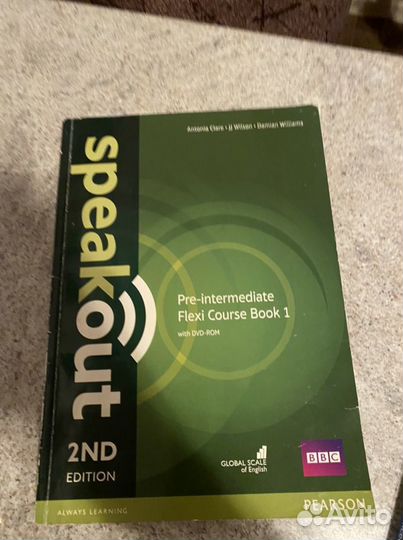 Antonia Clare • JJ Wilson • Damian Williams
speakout
Pre-intermediate
Flexi Course Book 1
with DVD-ROM
2ND
EDITION
GLOBAL SCALE
of English
BBC
ALWAYS LEARNING
PEARSON
Avito